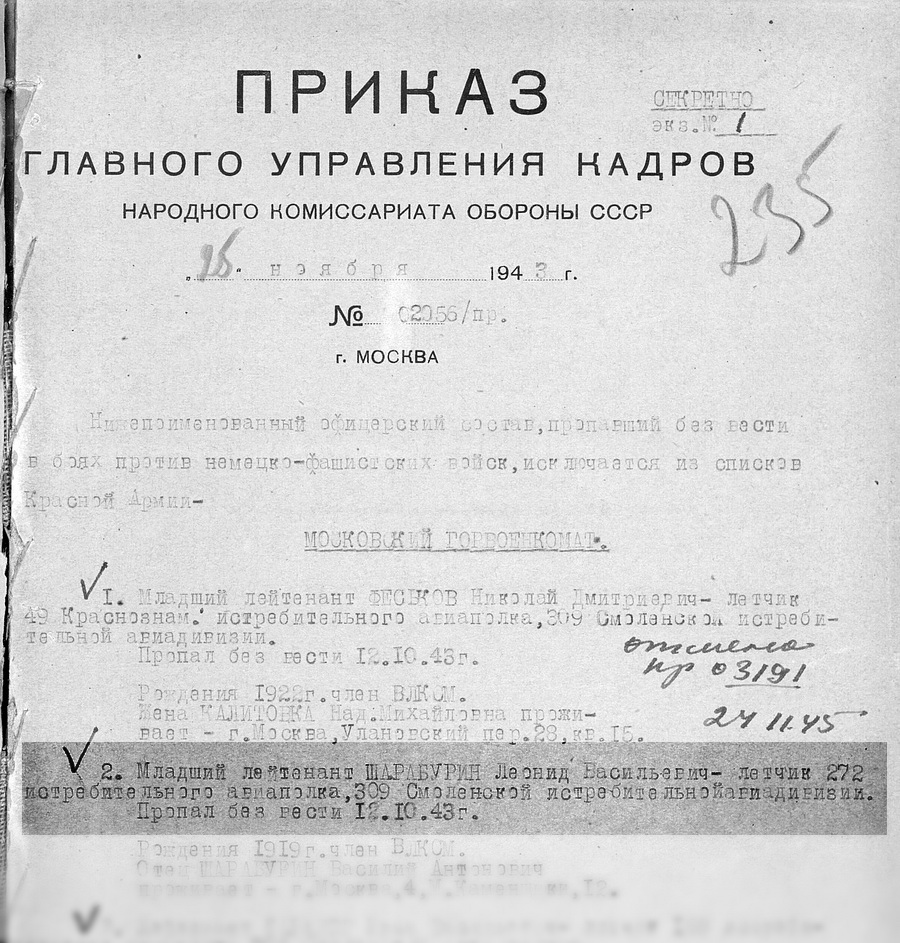 ПРИКАЗ
СЕКРЕТНО
экз.№ 1
ГЛАВНОГО УПРАВЛЕНИЯ КАДРОВ
НАРОДНОГО КОМИССАРИАТА ОБОРОНЫ СССР
235
ноября 1943 г.
№ 02056/пр.
г. МОСКВА
Нижепоименованный офицерский состав,пропавший без вести
в боях против немецко-фашистских войск,исключается из списков
Красной Армии-
МОСКОВСКИЙ ГОРВОЕНКОМАТ.
1. Младший лейтенант ФЕСЬКОВ Николай Дмитриевич- летчик
49 Краснознам. истребительного авиаполка,309 Смоленской истреби-
тельной авиадивизии.
Пропал без вести 12.10.43г.
отмена
пр 03191
24 11.45
Рождения 1922г.член ВЛКСМ.
Жена КАЛИТОВКА Над.Михайловна прожи-
вает - г.Москва,Улановский пер.28,кв.15.
2. Младший лейтенант ШАРАБУРИН Леонид Васильевич- летчик 272
истребительного авиаполка,309 Смоленской истребительнойавиадивизии.
Пропал без вести 12.10.43г.
Рождения 1919г.член ВЛКСМ.
Отец ШАРАБУРИН Василий Антонович
проживает - г.Москва,4